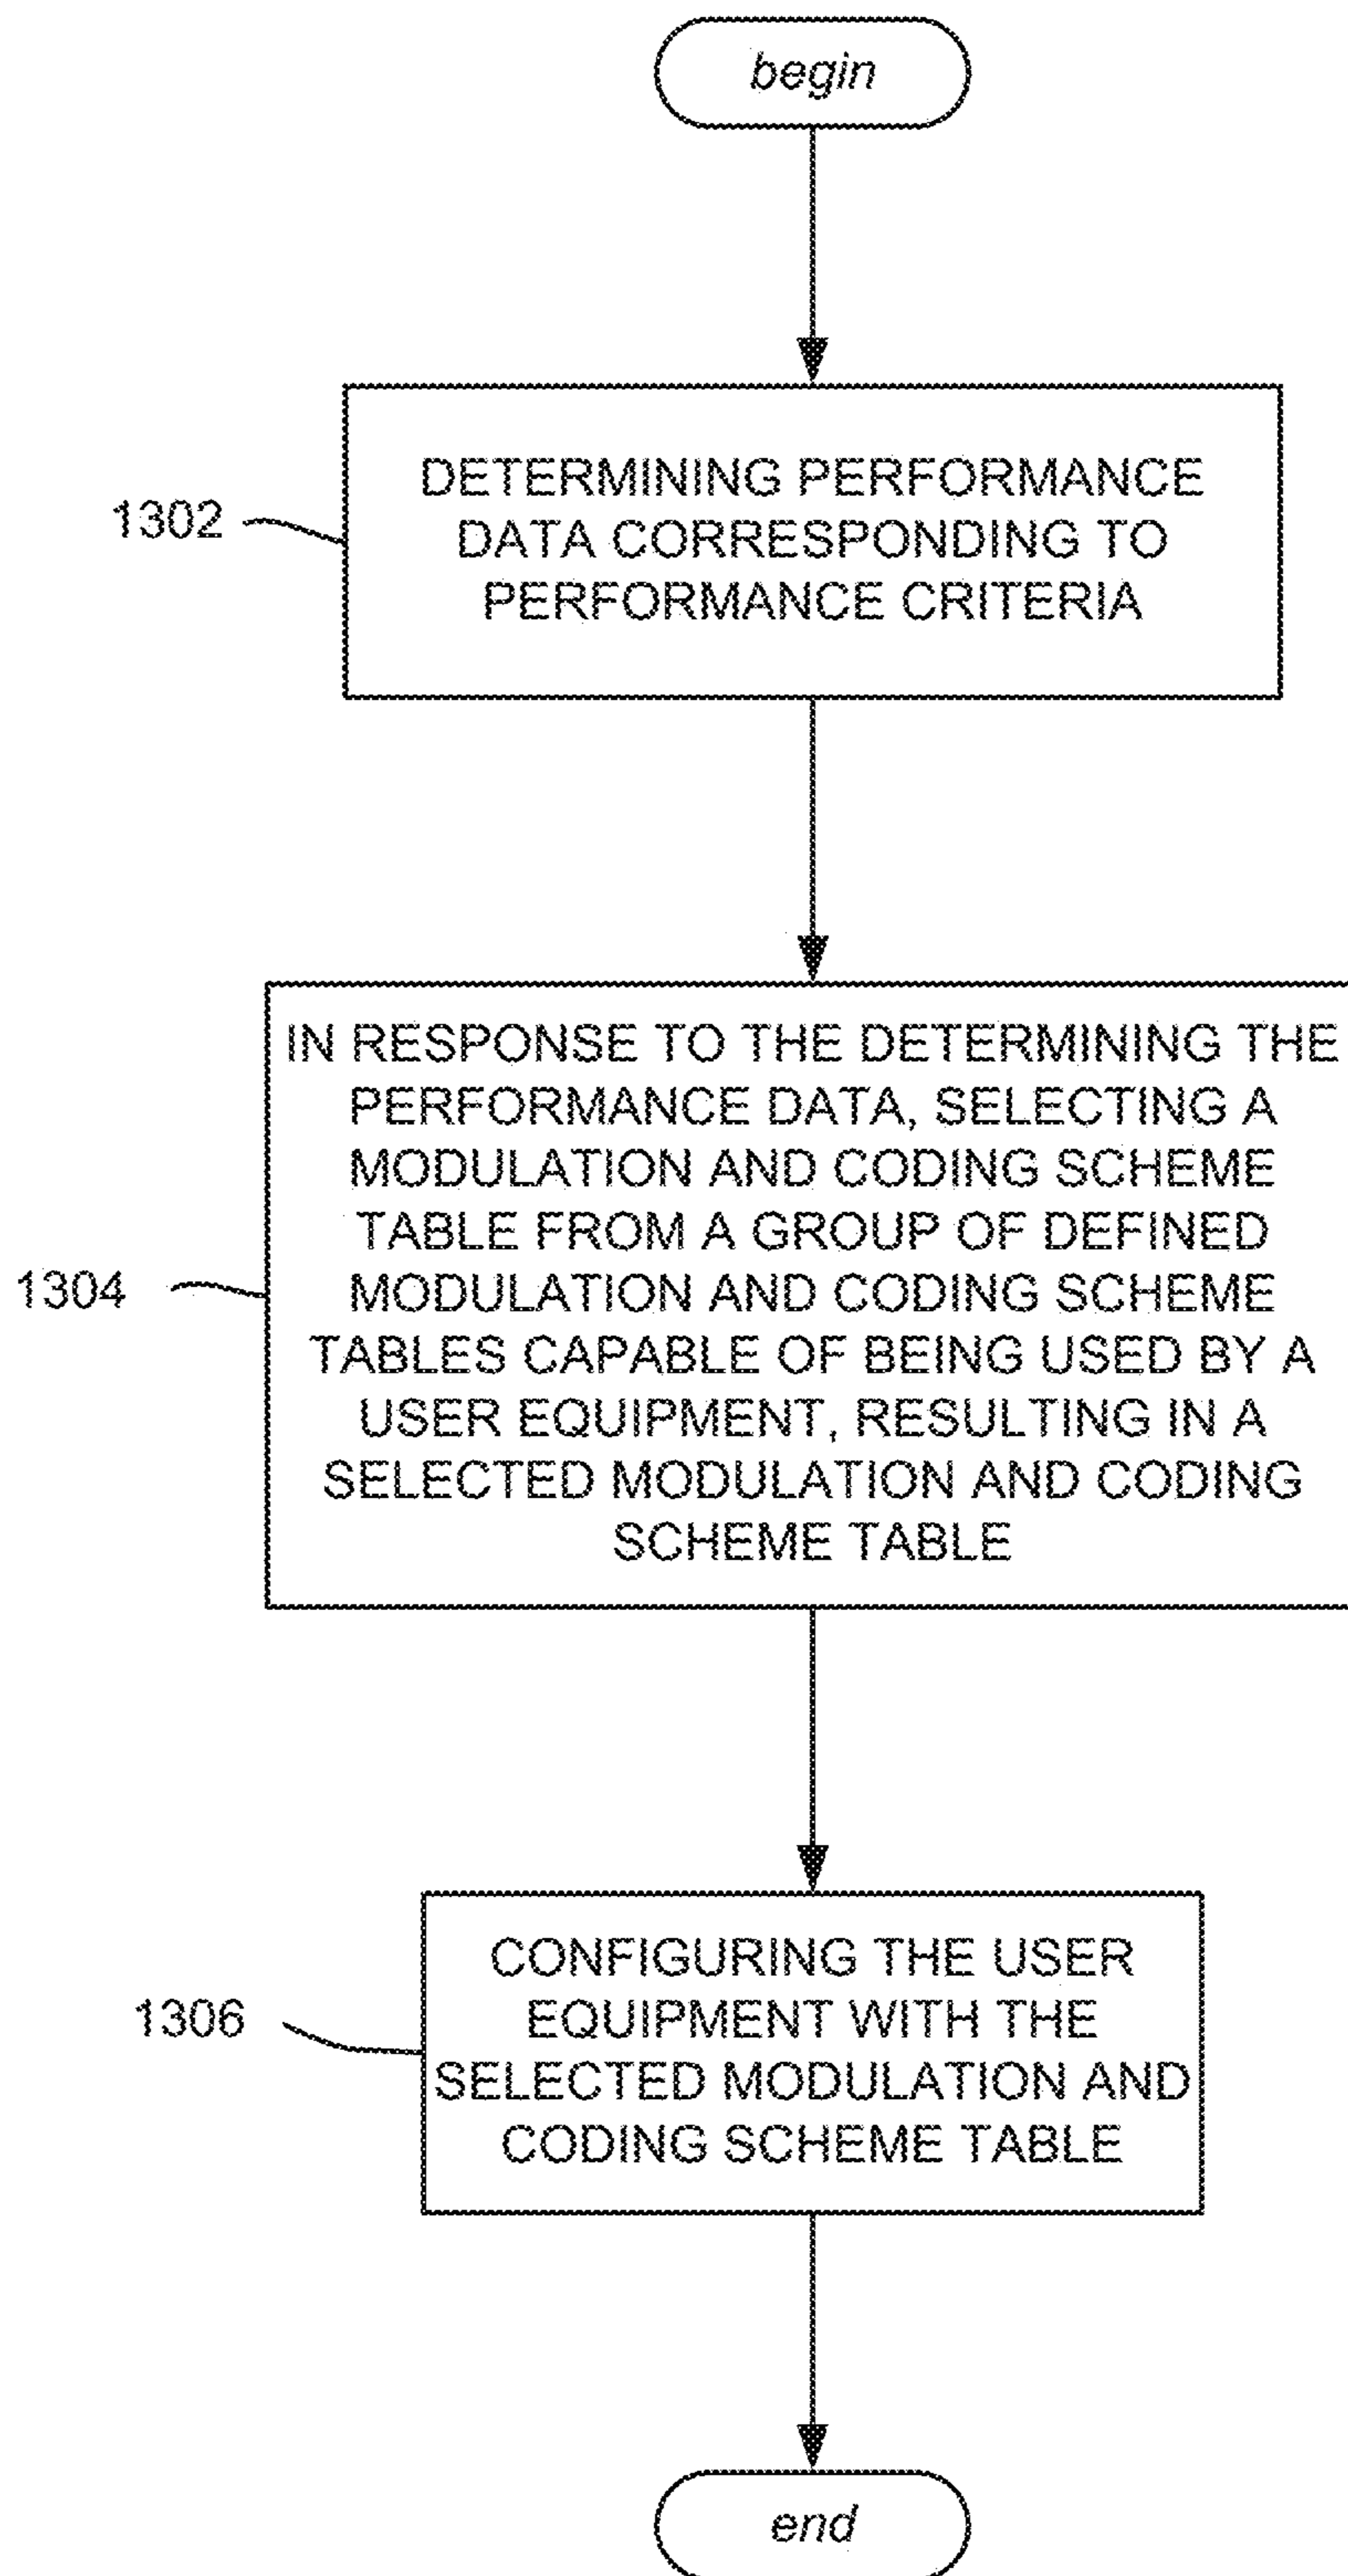 begin
1302
DETERMINING PERFORMANCE
DATA CORRESPONDING TO
PERFORMANCE CRITERIA
1304
IN RESPONSE TO THE DETERMINING THE
PERFORMANCE DATA, SELECTING A
MODULATION AND CODING SCHEME
TABLE FROM A GROUP OF DEFINED
MODULATION AND CODING SCHEME
TABLES CAPABLE OF BEING USED BY A
USER EQUIPMENT, RESULTING IN A
SELECTED MODULATION AND CODING
SCHEME TABLE
1306
CONFIGURING THE USER
EQUIPMENT WITH THE
SELECTED MODULATION AND
CODING SCHEME TABLE
end